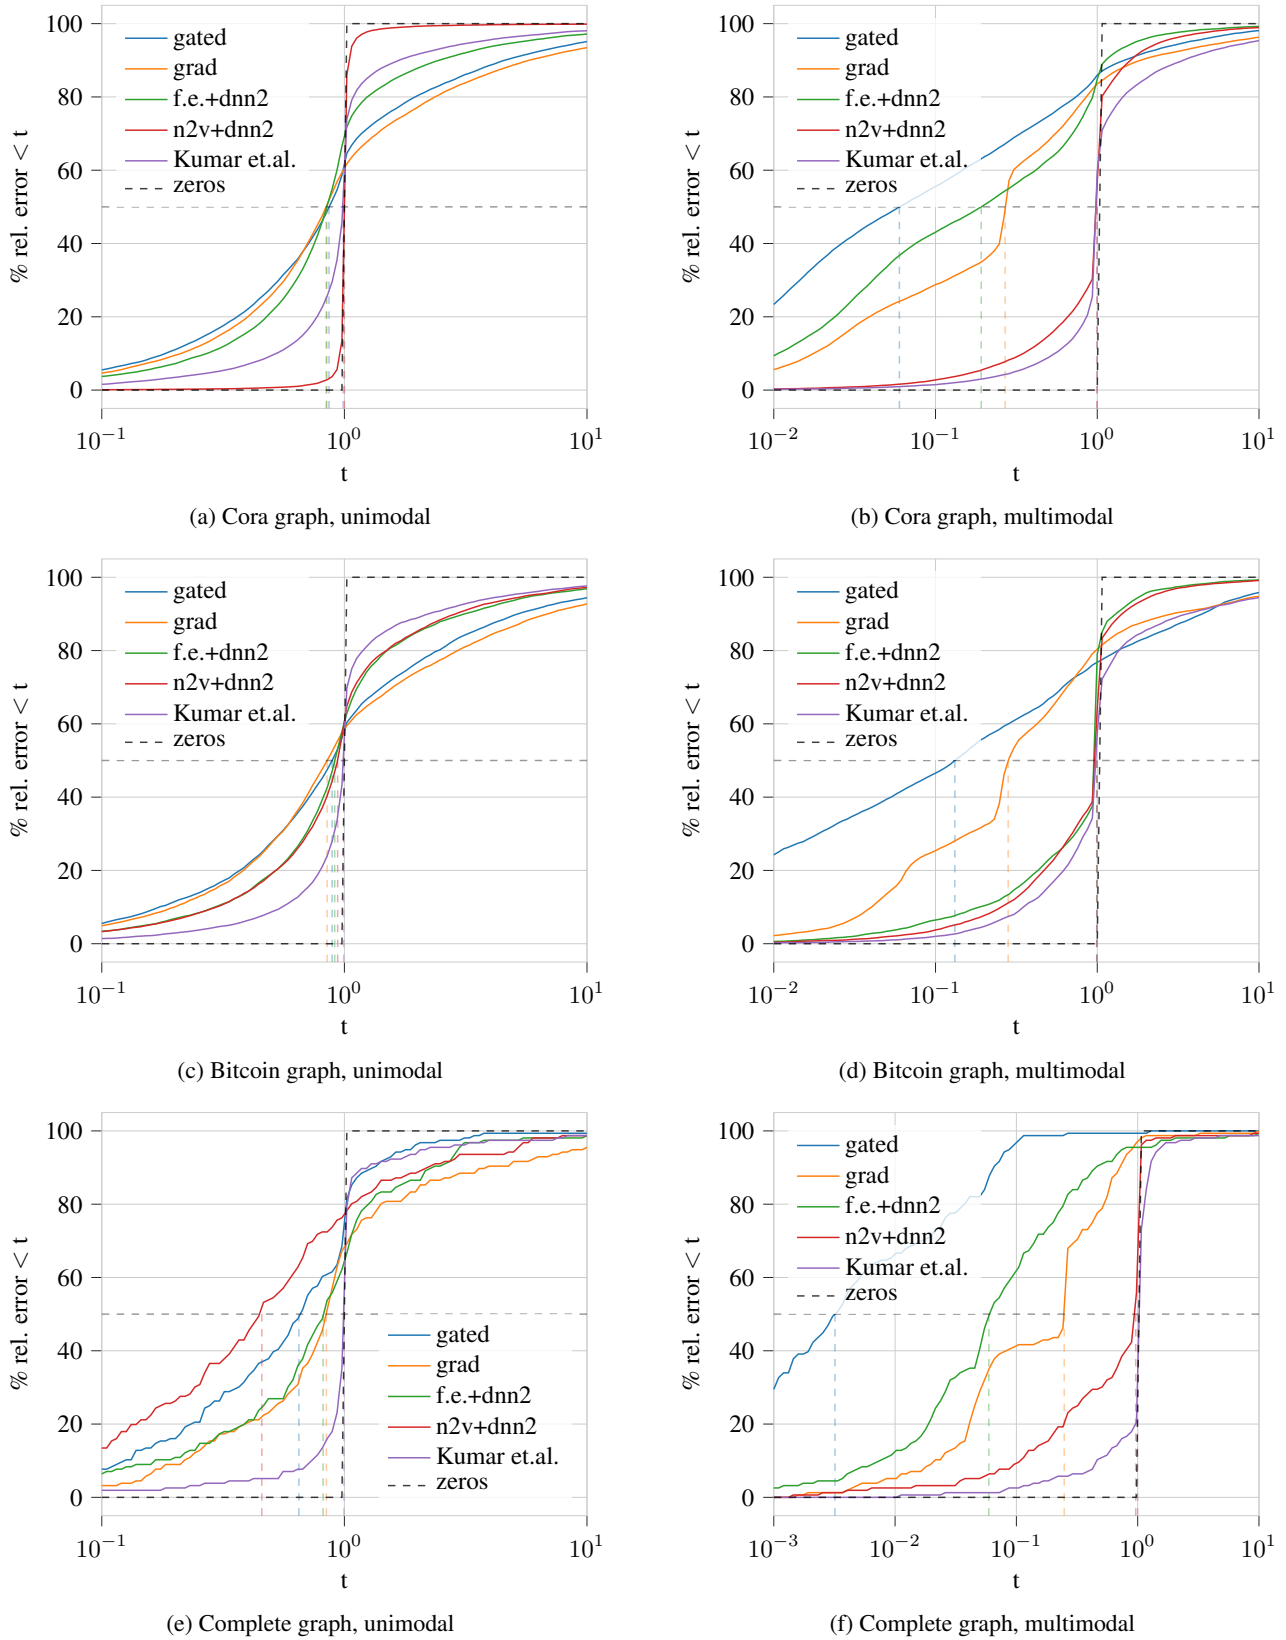 % rel. error < t
100
80
60
40
20
0
gated
grad
f.e.+dnn2
n2v+dnn2
Kumar et.al.
zeros
10^-1
10^0
10^1
t
(a) Cora graph, unimodal
% rel. error < t
100
80
60
40
20
0
gated
grad
f.e.+dnn2
n2v+dnn2
Kumar et.al.
zeros
10^-2
10^-1
10^0
10^1
t
(b) Cora graph, multimodal
% rel. error < t
100
80
60
40
20
0
gated
grad
f.e.+dnn2
n2v+dnn2
Kumar et.al.
zeros
10^-1
10^0
10^1
t
(c) Bitcoin graph, unimodal
% rel. error < t
100
80
60
40
20
0
gated
grad
f.e.+dnn2
n2v+dnn2
Kumar et.al.
zeros
10^-2
10^-1
10^0
10^1
t
(d) Bitcoin graph, multimodal
% rel. error < t
100
80
60
40
20
0
gated
grad
f.e.+dnn2
n2v+dnn2
Kumar et.al.
zeros
10^-1
10^0
10^1
t
(e) Complete graph, unimodal
% rel. error < t
100
80
60
40
20
0
gated
grad
f.e.+dnn2
n2v+dnn2
Kumar et.al.
zeros
10^-3
10^-2
10^-1
10^0
10^1
t
(f) Complete graph, multimodal